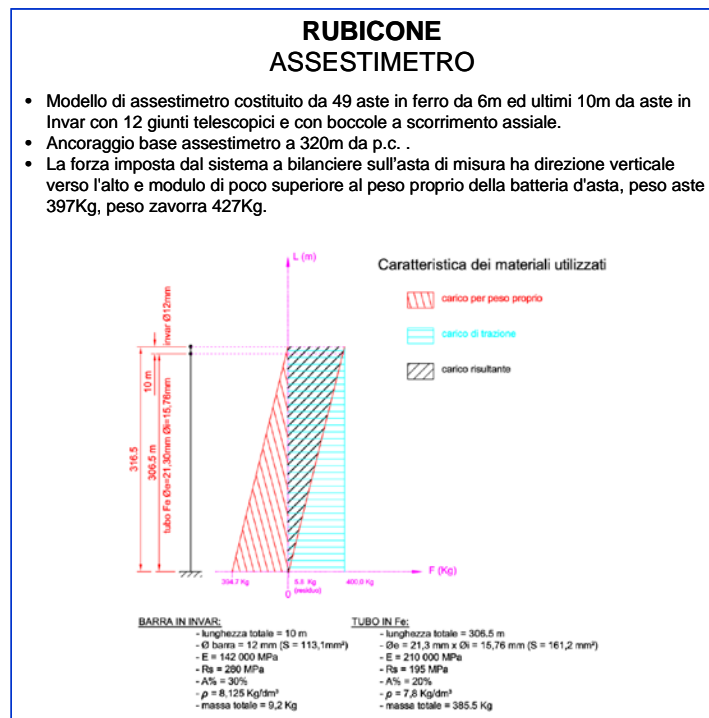 RUBICONE
ASSESTIMETRO
• Modello di assestimetro costituito da 49 aste in ferro da 6m ed ultimi 10m da aste in
Invar con 12 giunti telescopici e con boccole a scorrimento assiale.
• Ancoraggio base assestimetro a 320m da p.c. .
• La forza imposta dal sistema a bilanciere sull'asta di misura ha direzione verticale
verso l'alto e modulo di poco superiore al peso proprio della batteria d'asta, peso aste
397Kg, peso zavorra 427Kg.
L (m)
Caratteristica dei materiali utilizzati
carico per peso proprio
carico di trazione
carico risultante
invar Ø12mm
10 m
316.5
306.5 m
tubo Fe Øe=21,30mm Øi=15,76mm
F (Kg)
394.7 Kg
5.3 Kg
(residuo)
400.0 Kg
0
BARRA IN INVAR:
- lunghezza totale = 10 m
- Ø barra = 12 mm (S = 113,1mm²)
- E = 142 000 MPa
- Rs = 280 MPa
- A% = 30%
- ρ = 8,125 Kg/dm³
- massa totale = 9,2 Kg
TUBO IN Fe:
- lunghezza totale = 306.5 m
- Øe = 21,3 mm x Øi = 15,76 mm (S = 161,2 mm²)
- E = 210 000 MPa
- Rs = 195 MPa
- A% = 20%
- ρ = 7,8 Kg/dm³
- massa totale = 385.5 Kg